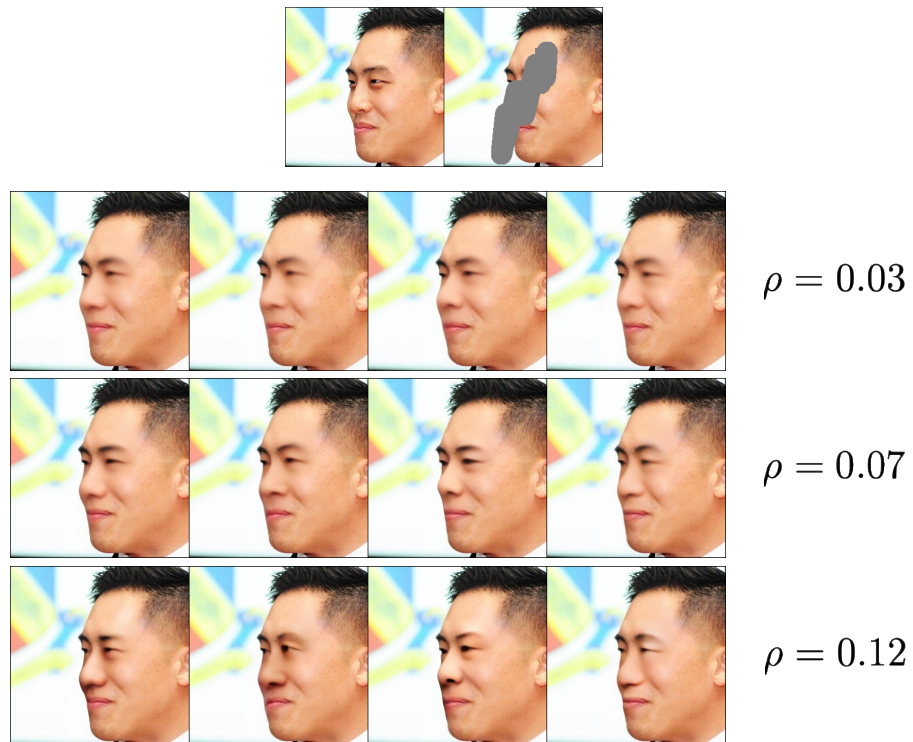 ρ = 0.03
ρ = 0.07
ρ = 0.12